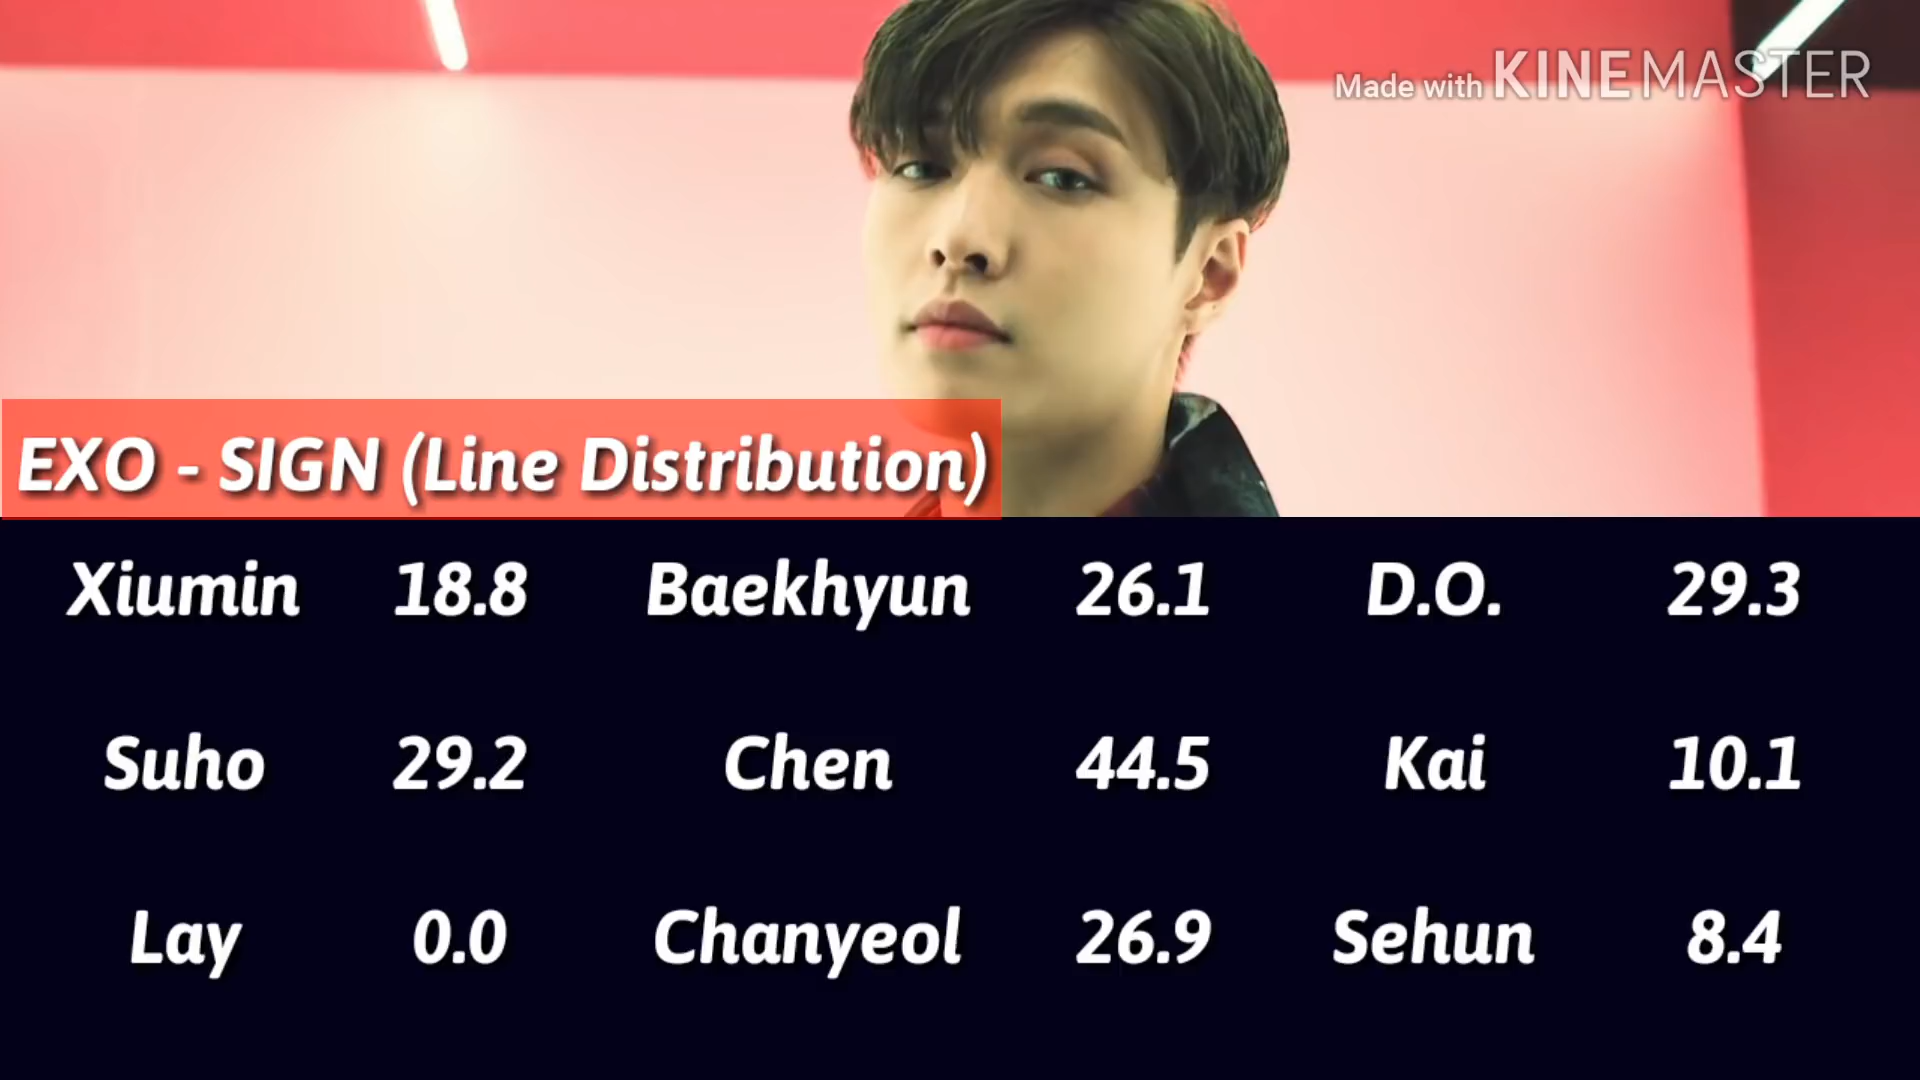 Made with KINEMASTER
EXO - SIGN (Line Distribution)
Xiumin 18.8 Baekhyun 26.1 D.O. 29.3
Suho 29.2 Chen 44.5 Kai 10.1
Lay 0.0 Chanyeol 26.9 Sehun 8.4